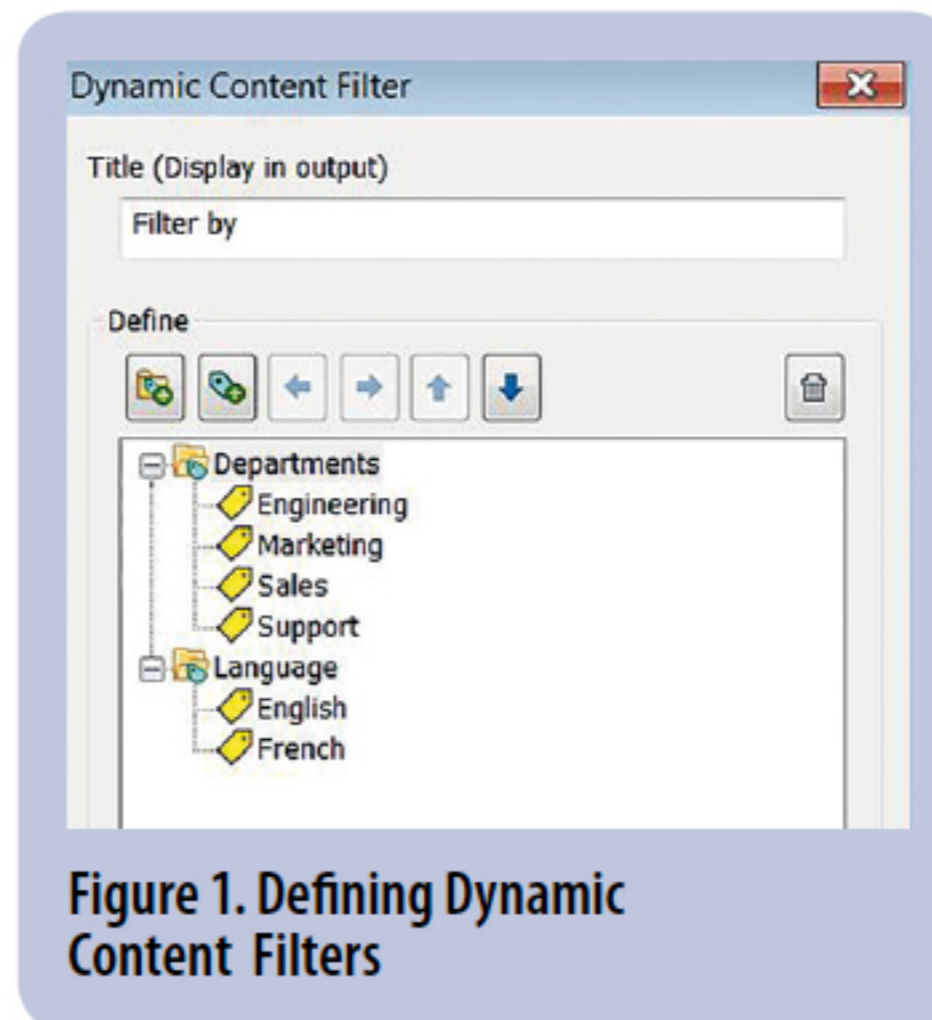 Dynamic Content Filter
Title (Display in output)
Filter by
Define
Departments
Engineering
Marketing
Sales
Support
Language
English
French
Figure 1. Defining Dynamic
Content Filters